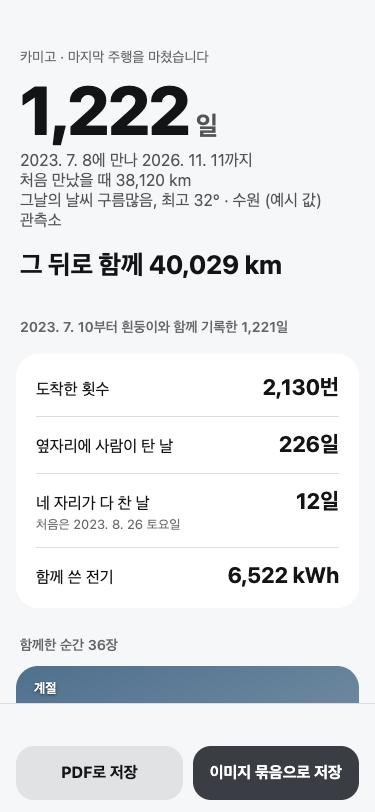 카미고 · 마지막 주행을 마쳤습니다
1,222 일
2023. 7. 8에 만나 2026. 11. 11까지
처음 만났을 때 38,120 km
그날의 날씨 구름많음, 최고 32° · 수원 (예시 값)
관측소
그 뒤로 함께 40,029 km
2023. 7. 10부터 흰둥이와 함께 기록한 1,221일
도착한 횟수 2,130번
옆자리에 사람이 탄 날 226일
네 자리가 다 찬 날 12일
처음은 2023. 8. 26 토요일
함께 쓴 전기 6,522 kWh
함께한 순간 36장
계절
PDF로 저장 이미지 묶음으로 저장